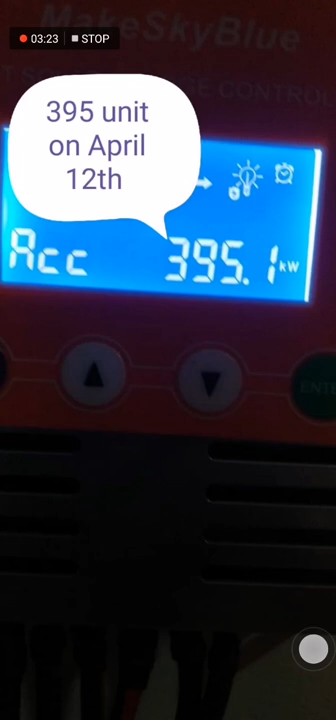 MakeSkyBlue
03:23 STOP
395 unit
on April
12th
Acc 395.1 kW